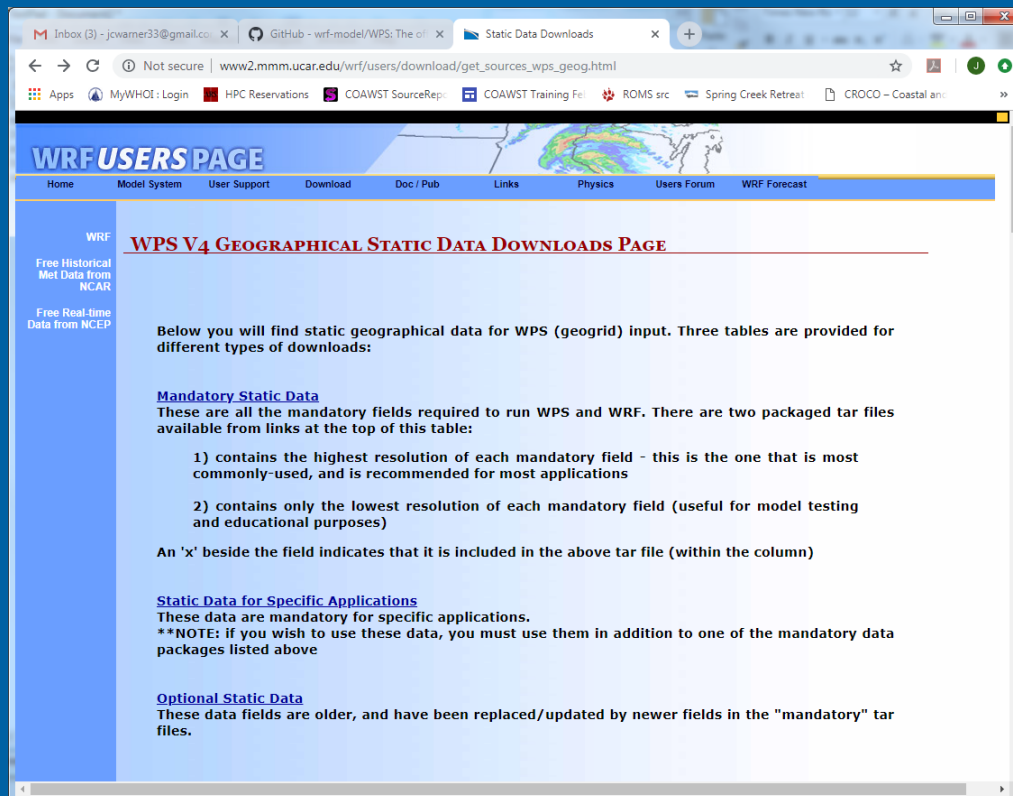 Inbox (3) - jcwarner33@gmail.co
GitHub - wrf-model/WPS: The of
Static Data Downloads
Not secure | www2.mmm.ucar.edu/wrf/users/download/get_sources_wps_geog.html
J
Apps
MyWHOI : Login
HPC Reservations
COAWST SourceRepo
COAWST Training Fel
ROMS src
Spring Creek Retreat
CROCO – Coastal and
»
WRF USERS PAGE
Home Model System User Support Download Doc / Pub Links Physics Users Forum WRF Forecast
WRF
Free Historical
Met Data from
NCAR
Free Real-time
Data from NCEP
WPS V4 Geographical Static Data Downloads Page
Below you will find static geographical data for WPS (geogrid) input. Three tables are provided for
different types of downloads:
Mandatory Static Data
These are all the mandatory fields required to run WPS and WRF. There are two packaged tar files
available from links at the top of this table:
1) contains the highest resolution of each mandatory field - this is the one that is most
commonly-used, and is recommended for most applications
2) contains only the lowest resolution of each mandatory field (useful for model testing
and educational purposes)
An 'x' beside the field indicates that it is included in the above tar file (within the column)
Static Data for Specific Applications
These data are mandatory for specific applications.
**NOTE: if you wish to use these data, you must use them in addition to one of the mandatory data
packages listed above
Optional Static Data
These data fields are older, and have been replaced/updated by newer fields in the "mandatory" tar
files.